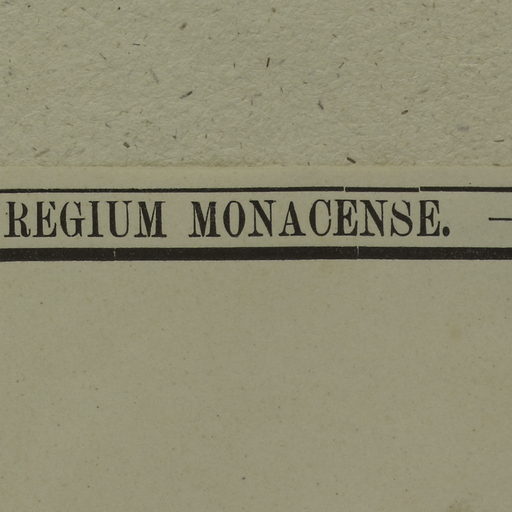 REGIUM MONACENSE. —